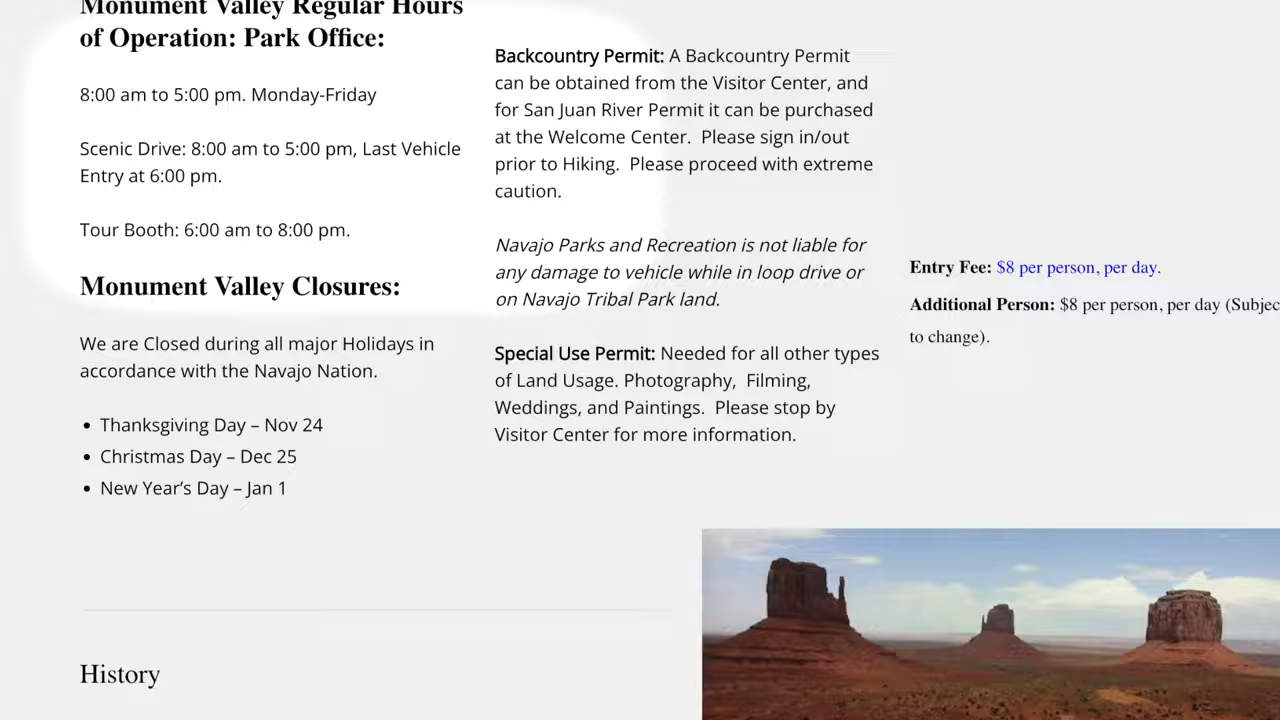 Monument Valley Regular Hours
of Operation: Park Office:
8:00 am to 5:00 pm. Monday-Friday
Scenic Drive: 8:00 am to 5:00 pm, Last Vehicle
Entry at 6:00 pm.
Tour Booth: 6:00 am to 8:00 pm.
Monument Valley Closures:
We are Closed during all major Holidays in
accordance with the Navajo Nation.
• Thanksgiving Day – Nov 24
• Christmas Day – Dec 25
• New Year’s Day – Jan 1
Backcountry Permit: A Backcountry Permit
can be obtained from the Visitor Center, and
for San Juan River Permit it can be purchased
at the Welcome Center.  Please sign in/out
prior to Hiking.  Please proceed with extreme
caution.
Navajo Parks and Recreation is not liable for
any damage to vehicle while in loop drive or
on Navajo Tribal Park land.
Special Use Permit: Needed for all other types
of Land Usage. Photography,  Filming,
Weddings, and Paintings.  Please stop by
Visitor Center for more information.
Entry Fee: $8 per person, per day.
Additional Person: $8 per person, per day (Subjec
to change).
History